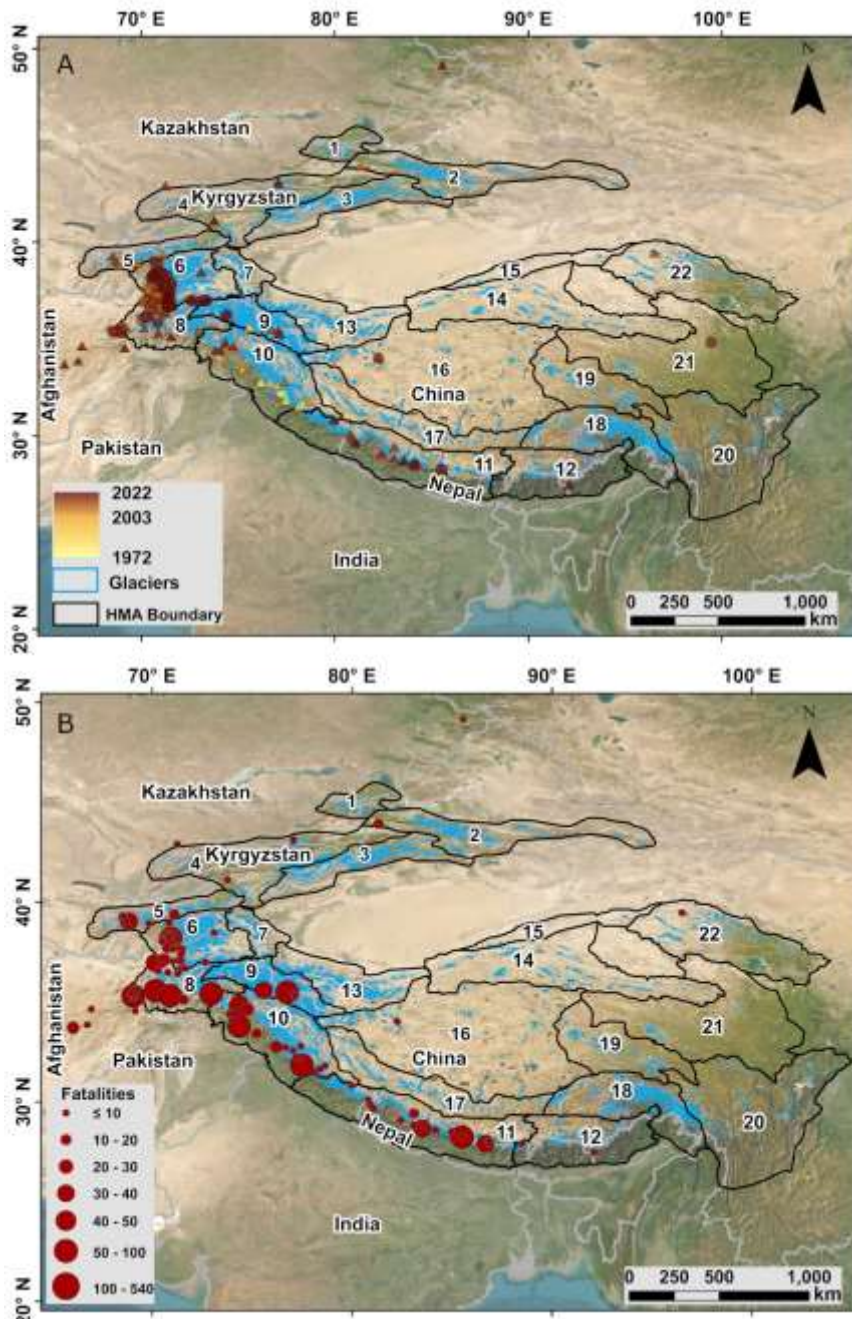 70° E 80° E 90° E 100° E
50° N
A
N
Kazakhstan
1
2
Kyrgyzstan
3
4
40° N
5
6
7
15
22
14
8
9
13
10
16
21
China
19
Afghanistan
18
30° N
17
20
Pakistan
11
12
Nepal
2022
2003
1972
Glaciers
HMA Boundary
India
0 250 500 1,000
km
20° N
70° E 80° E 90° E 100° E
50° N
B
N
Kazakhstan
1
2
Kyrgyzstan
3
4
40° N
5
6
7
15
22
14
8
9
13
10
16
21
China
19
Afghanistan
Pakistan
18
30° N
17
20
Fatalities
≤ 10
10 - 20
20 - 30
30 - 40
40 - 50
50 - 100
100 - 540
11
12
Nepal
India
0 250 500 1,000
km
20° N